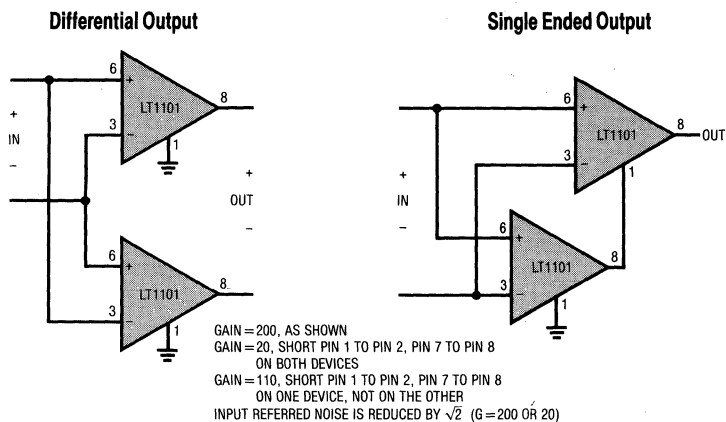 Differential Output
Single Ended Output
6
+
LT1101
8
3
−
1
+
IN
−
+
OUT
−
6
+
LT1101
8
3
−
1
6
+
LT1101
8
OUT
3
−
1
+
IN
−
6
+
LT1101
8
3
−
1
GAIN=200, AS SHOWN
GAIN=20, SHORT PIN 1 TO PIN 2, PIN 7 TO PIN 8
ON BOTH DEVICES
GAIN=110, SHORT PIN 1 TO PIN 2, PIN 7 TO PIN 8
ON ONE DEVICE, NOT ON THE OTHER
INPUT REFERRED NOISE IS REDUCED BY √2 (G=200 OR 20)